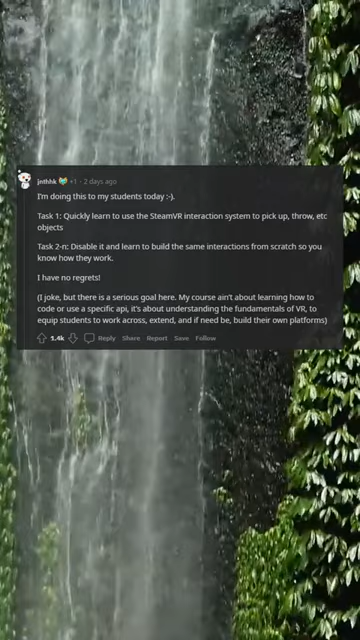 jnthhk +1 · 2 days ago
I'm doing this to my students today :-).
Task 1: Quickly learn to use the SteamVR interaction system to pick up, throw, etc
objects
Task 2-n: Disable it and learn to build the same interactions from scratch so you
know how they work.
I have no regrets!
(I joke, but there is a serious goal here. My course ain't about learning how to
code or use a specific api, it's about understanding the fundamentals of VR, to
equip students to work across, extend, and if need be, build their own platforms)
1.4k Reply Share Report Save Follow